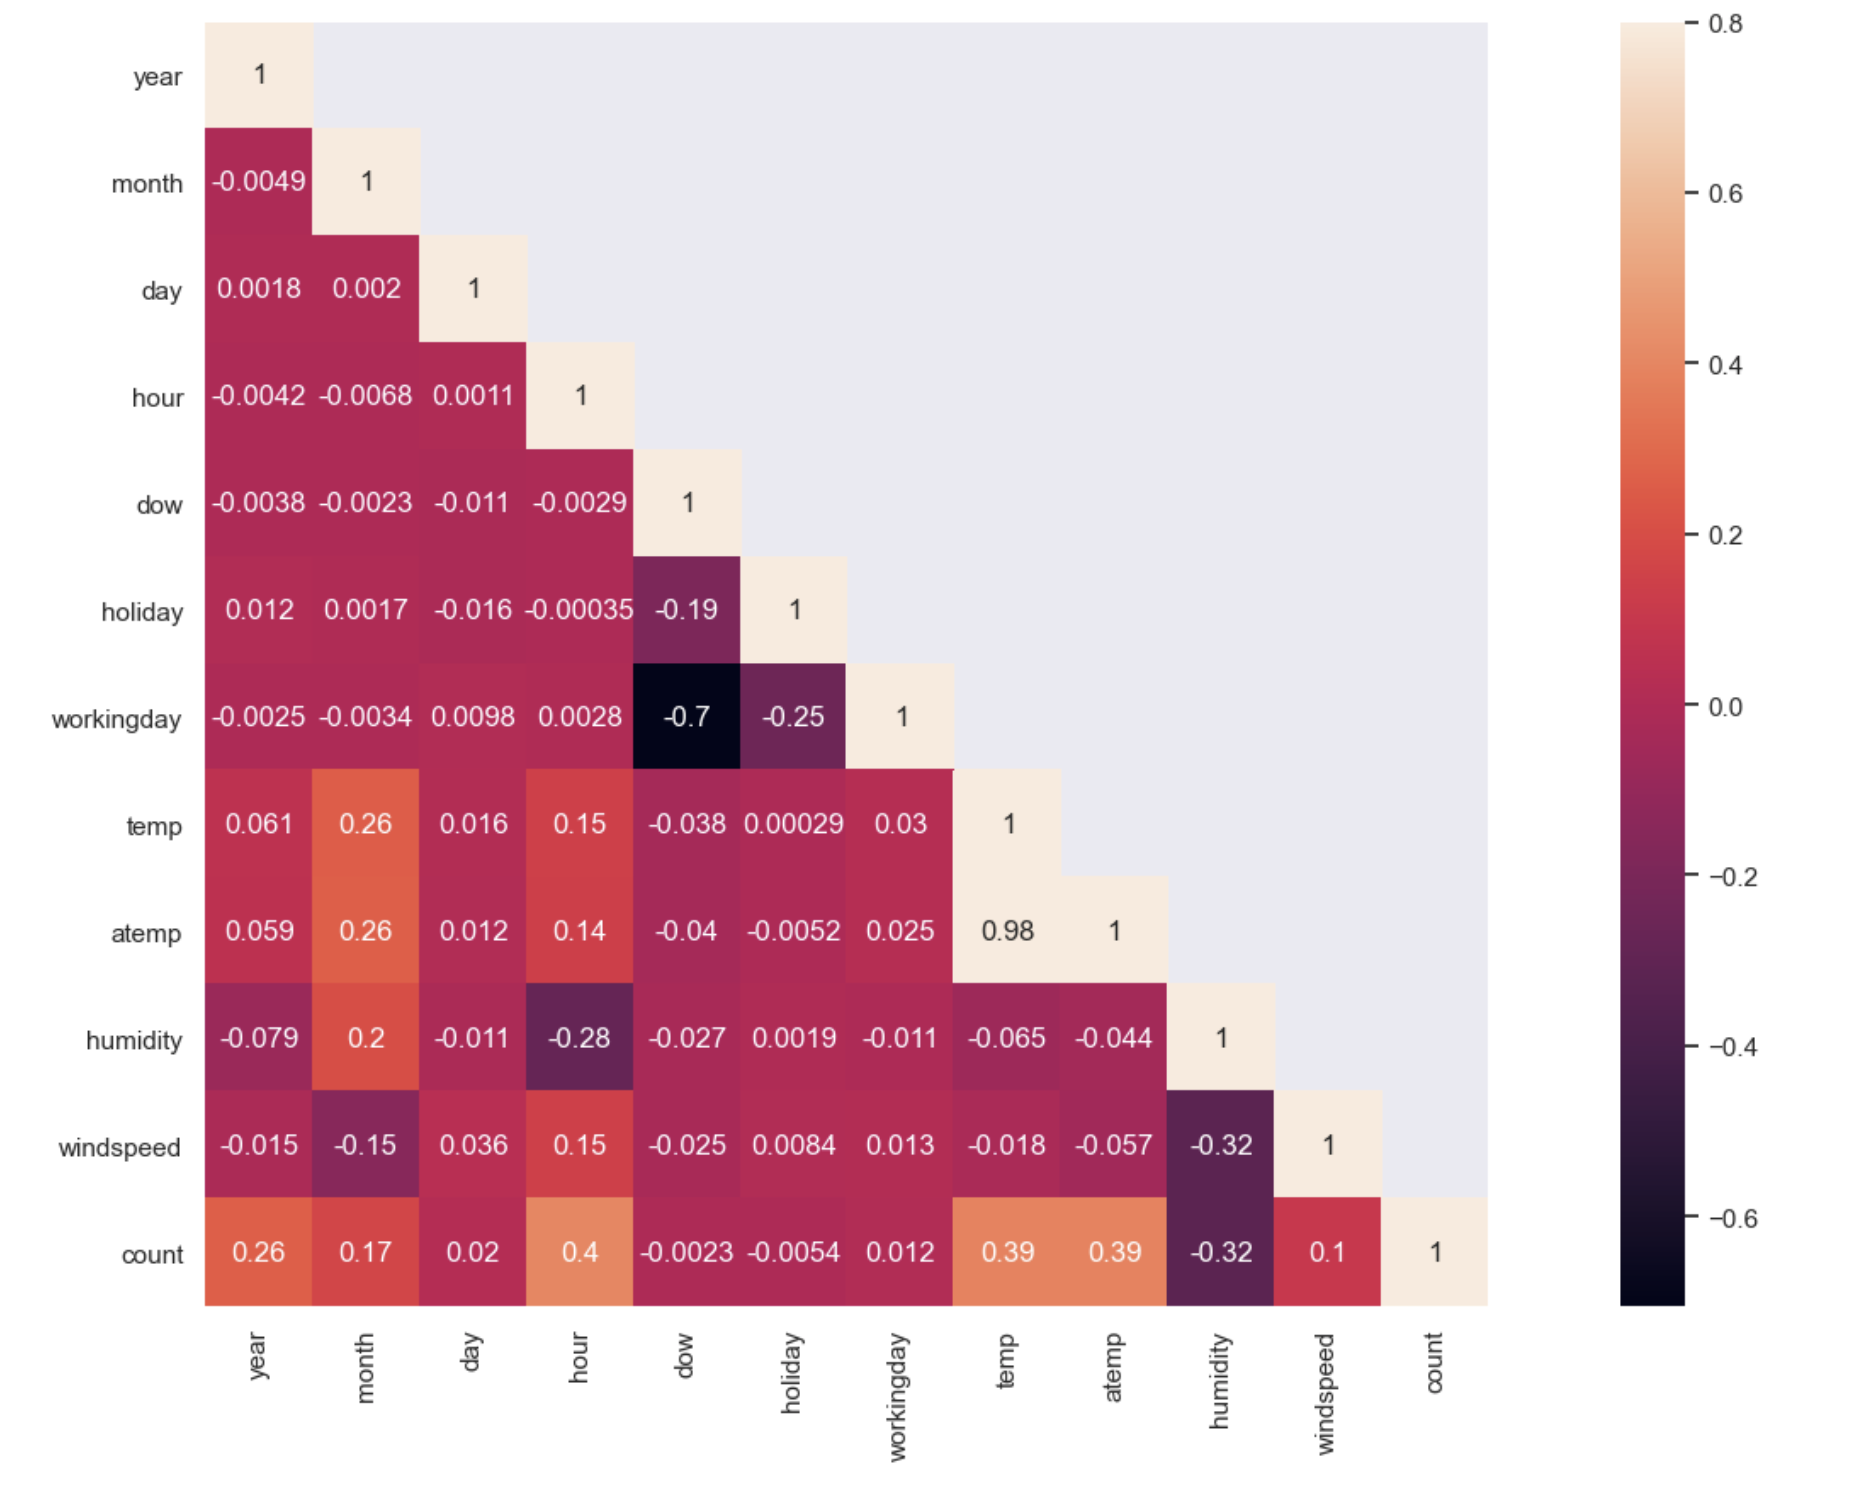 year 1
month -0.0049 1
day 0.0018 0.002 1
hour -0.0042 -0.0068 0.0011 1
dow -0.0038 -0.0023 -0.011 -0.0029 1
holiday 0.012 0.0017 -0.016 -0.00035 -0.19 1
workingday -0.0025 -0.0034 0.0098 0.0028 -0.7 -0.25 1
temp 0.061 0.26 0.016 0.15 -0.038 0.00029 0.03 1
atemp 0.059 0.26 0.012 0.14 -0.04 -0.0052 0.025 0.98 1
humidity -0.079 0.2 -0.011 -0.28 -0.027 0.0019 -0.011 -0.065 -0.044 1
windspeed -0.015 -0.15 0.036 0.15 -0.025 0.0084 0.013 -0.018 -0.057 -0.32 1
count 0.26 0.17 0.02 0.4 -0.0023 -0.0054 0.012 0.39 0.39 -0.32 0.1 1
year month day hour dow holiday workingday temp atemp humidity windspeed count
0.8
0.6
0.4
0.2
0.0
−0.2
−0.4
−0.6